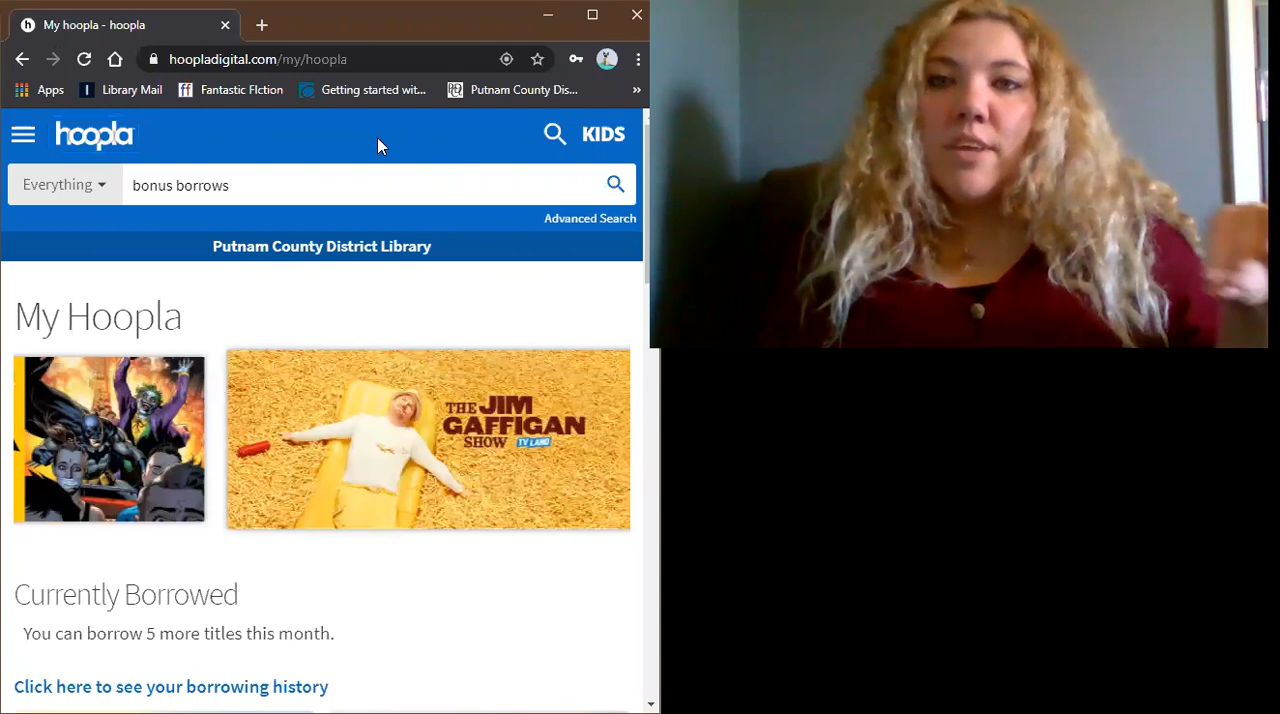 My hoopla - hoopla
hoopladigital.com/my/hoopla
Apps Library Mail Fantastic FIction Getting started wit... Putnam County Dis... »
hoopla KIDS
Everything bonus borrows
Advanced Search
Putnam County District Library
My Hoopla
THE JIM
GAFFIGAN
SHOW TV LAND
Currently Borrowed
You can borrow 5 more titles this month.
Click here to see your borrowing history